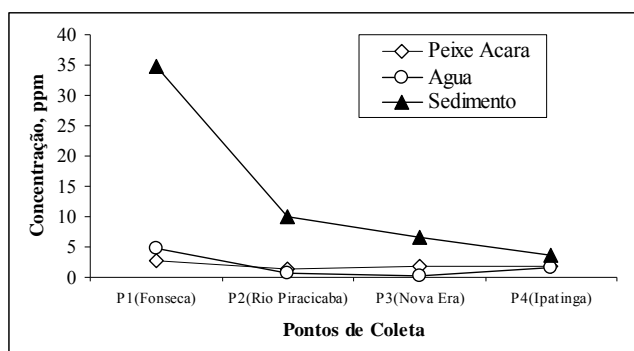 40
35
30
25
20
15
10
5
0
Concentração, ppm
Peixe Acara
Agua
Sedimento
P1(Fonseca) P2(Rio Piracicaba) P3(Nova Era) P4(Ipatinga)
Pontos de Coleta